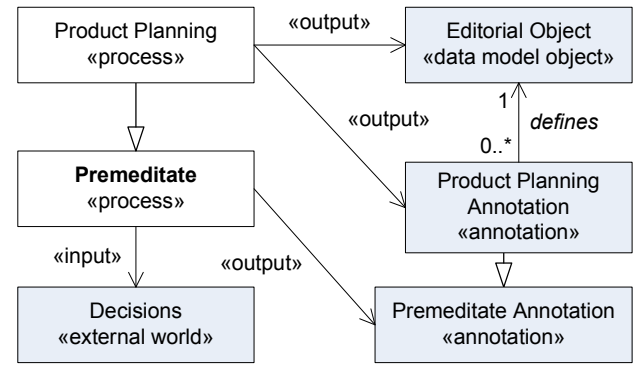 Product Planning
«process»
«output»
Editorial Object
«data model object»
«output»
1
defines
0..*
Premeditate
«process»
Product Planning
Annotation
«annotation»
«input»
«output»
Decisions
«external world»
Premeditate Annotation
«annotation»